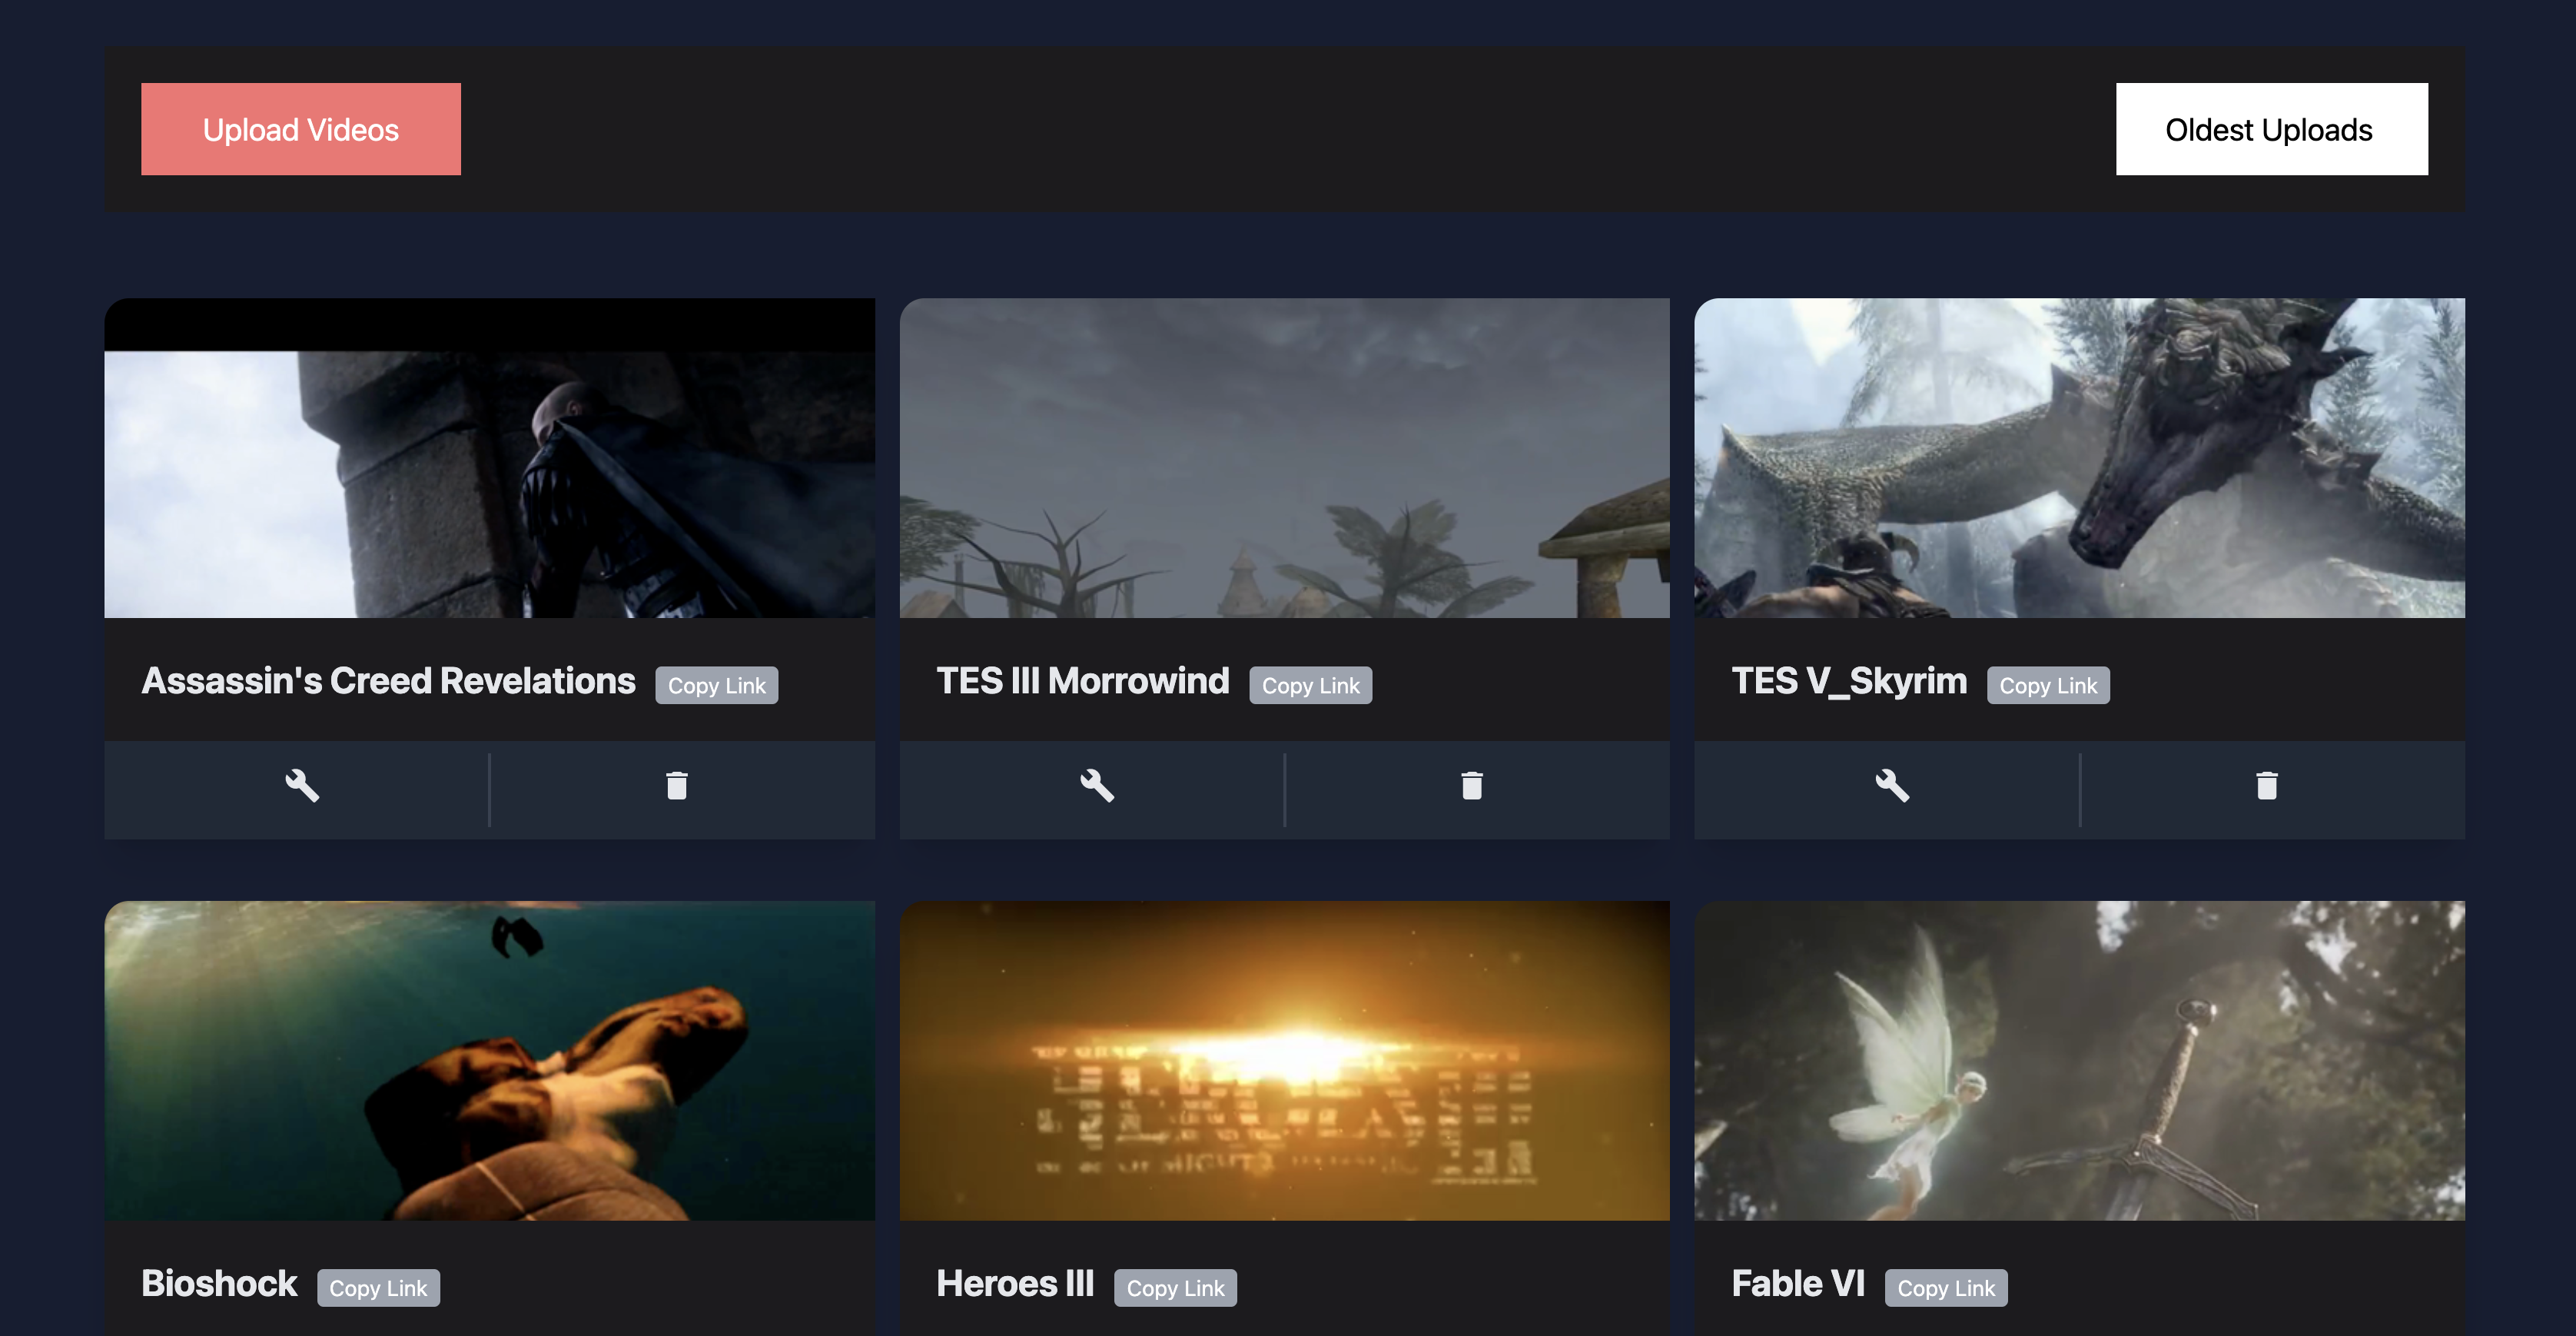 Upload Videos
Oldest Uploads
Assassin's Creed Revelations Copy Link
TES III Morrowind Copy Link
TES V_Skyrim Copy Link
Bioshock Copy Link
Heroes III Copy Link
Fable VI Copy Link